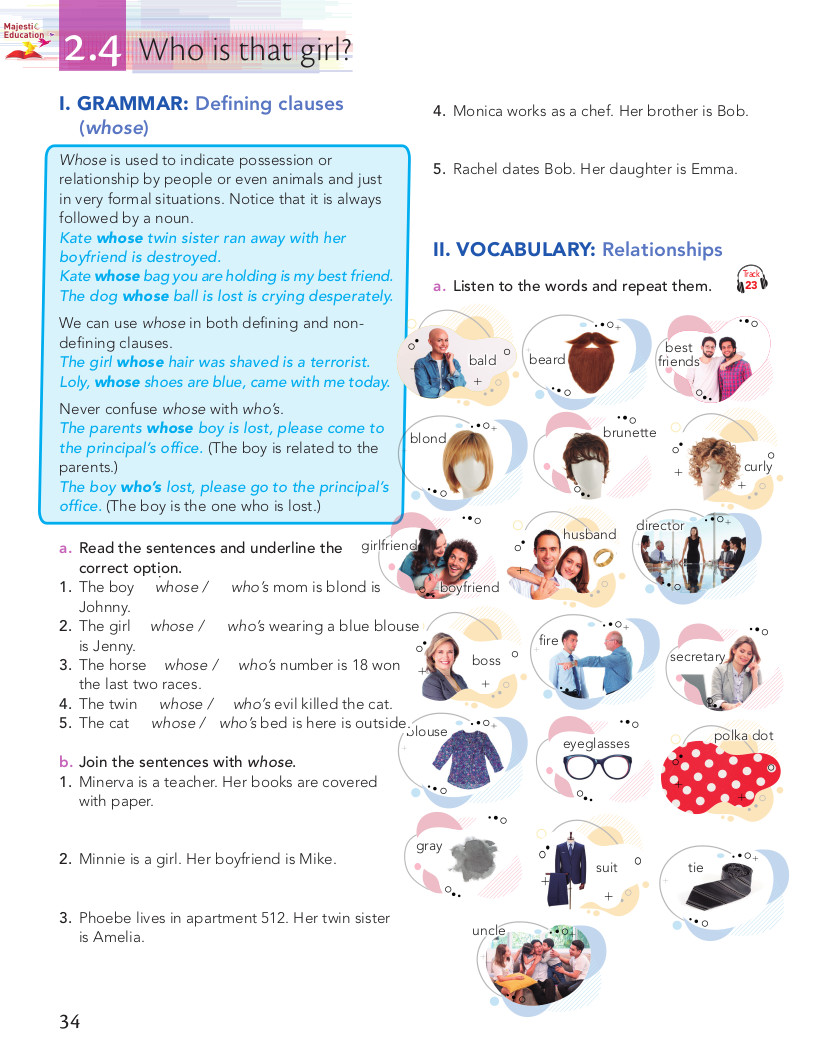 Majestic
Education
2.4 Who is that girl?
I. GRAMMAR: Defining clauses
(whose)
Whose is used to indicate possession or
relationship by people or even animals and just
in very formal situations. Notice that it is always
followed by a noun.
Kate whose twin sister ran away with her
boyfriend is destroyed.
Kate whose bag you are holding is my best friend.
The dog whose ball is lost is crying desperately.
We can use whose in both defining and non-
defining clauses.
The girl whose hair was shaved is a terrorist.
Loly, whose shoes are blue, came with me today.
Never confuse whose with who's.
The parents whose boy is lost, please come to
the principal's office. (The boy is related to the
parents.)
The boy who's lost, please go to the principal's
office. (The boy is the one who is lost.)
a. Read the sentences and underline the
correct option.
1. The boy whose / who's mom is blond is
Johnny.
2. The girl whose / who's wearing a blue blouse
is Jenny.
3. The horse whose / who's number is 18 won
the last two races.
4. The twin whose / who's evil killed the cat.
5. The cat whose / who's bed is here is outside.
b. Join the sentences with whose.
1. Minerva is a teacher. Her books are covered
with paper.
2. Minnie is a girl. Her boyfriend is Mike.
3. Phoebe lives in apartment 512. Her twin sister
is Amelia.
4. Monica works as a chef. Her brother is Bob.
5. Rachel dates Bob. Her daughter is Emma.
II. VOCABULARY: Relationships
a. Listen to the words and repeat them.
Track
23
bald
beard
best
friends
blond
brunette
curly
girlfriend
boyfriend
husband
director
boss
fire
secretary
blouse
eyeglasses
polka dot
gray
suit
tie
uncle
34